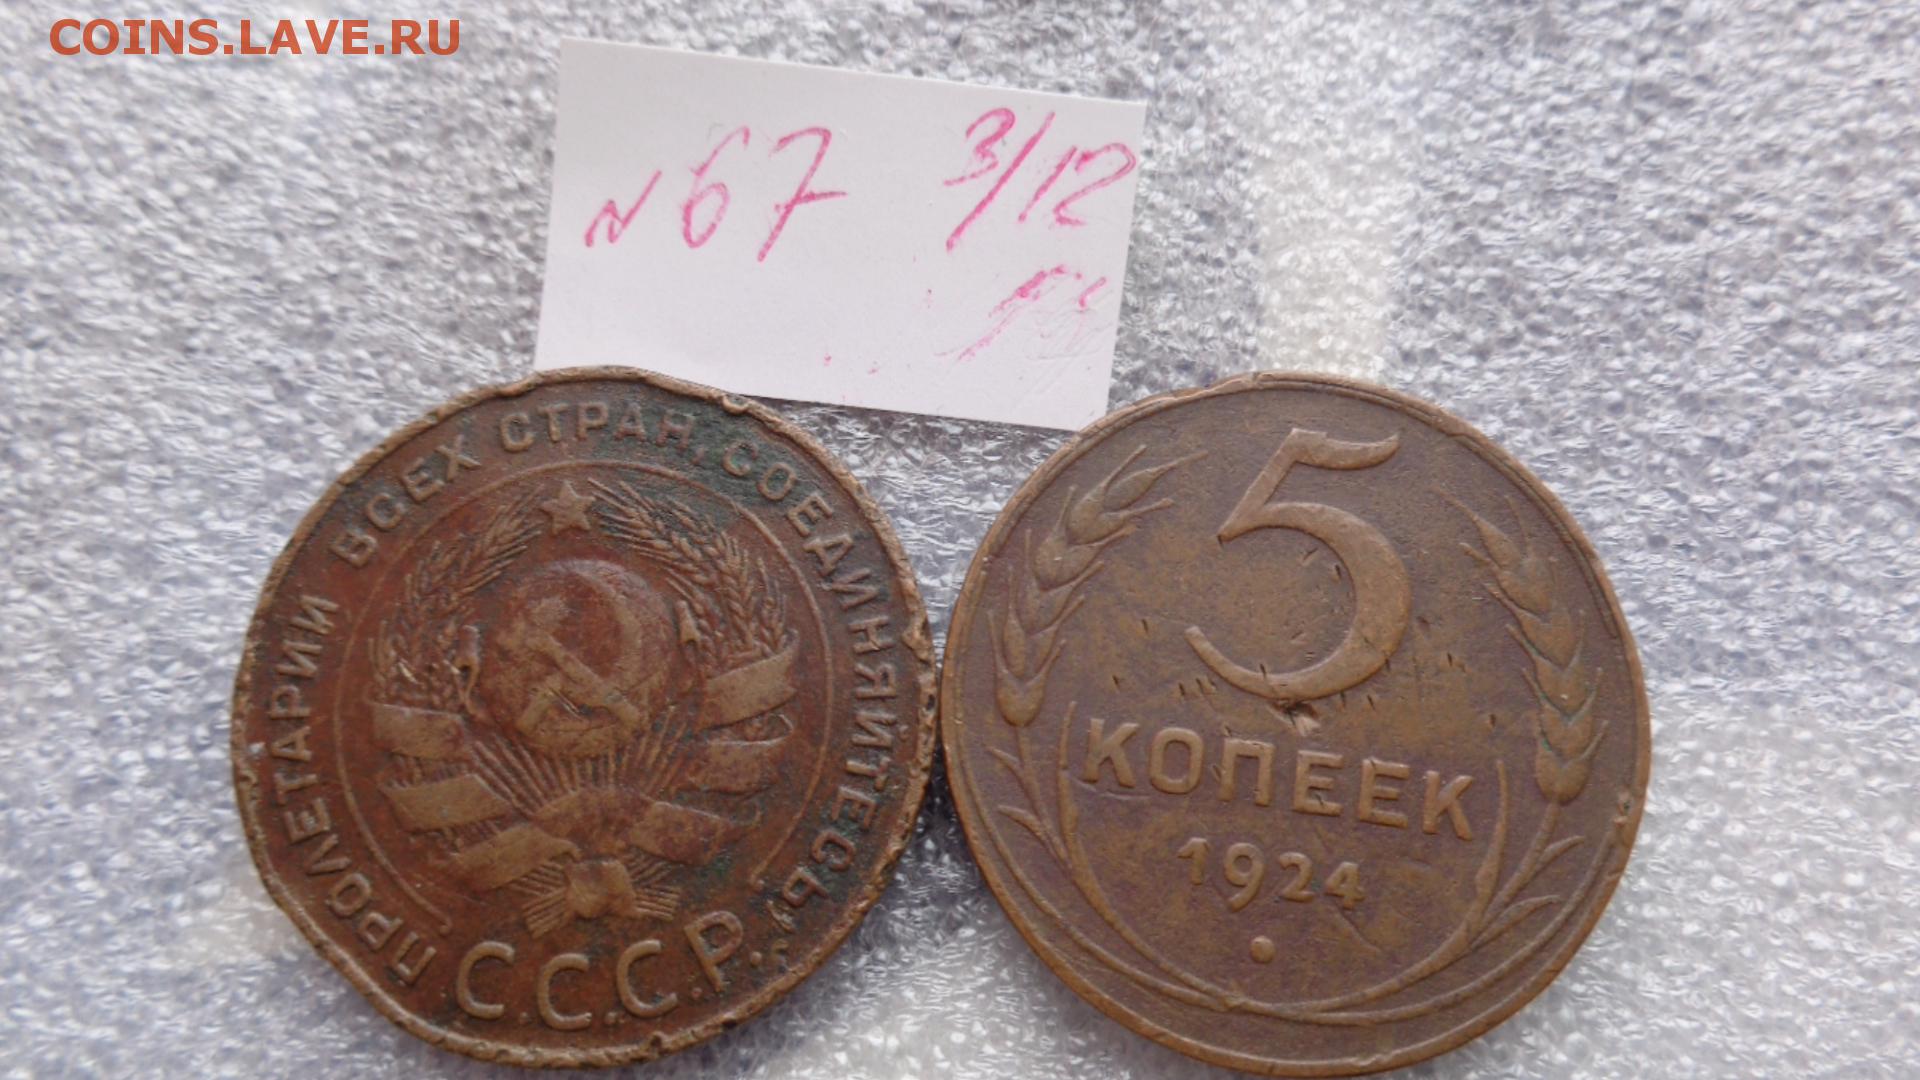 COINS.LAVE.RU
№67 3/12
ПРОЛЕТАРИИ ВСЕХ СТРАН, СОЕДИНЯЙТЕСЬ!
С.С.С.Р.
5
КОПЕЕК
1924